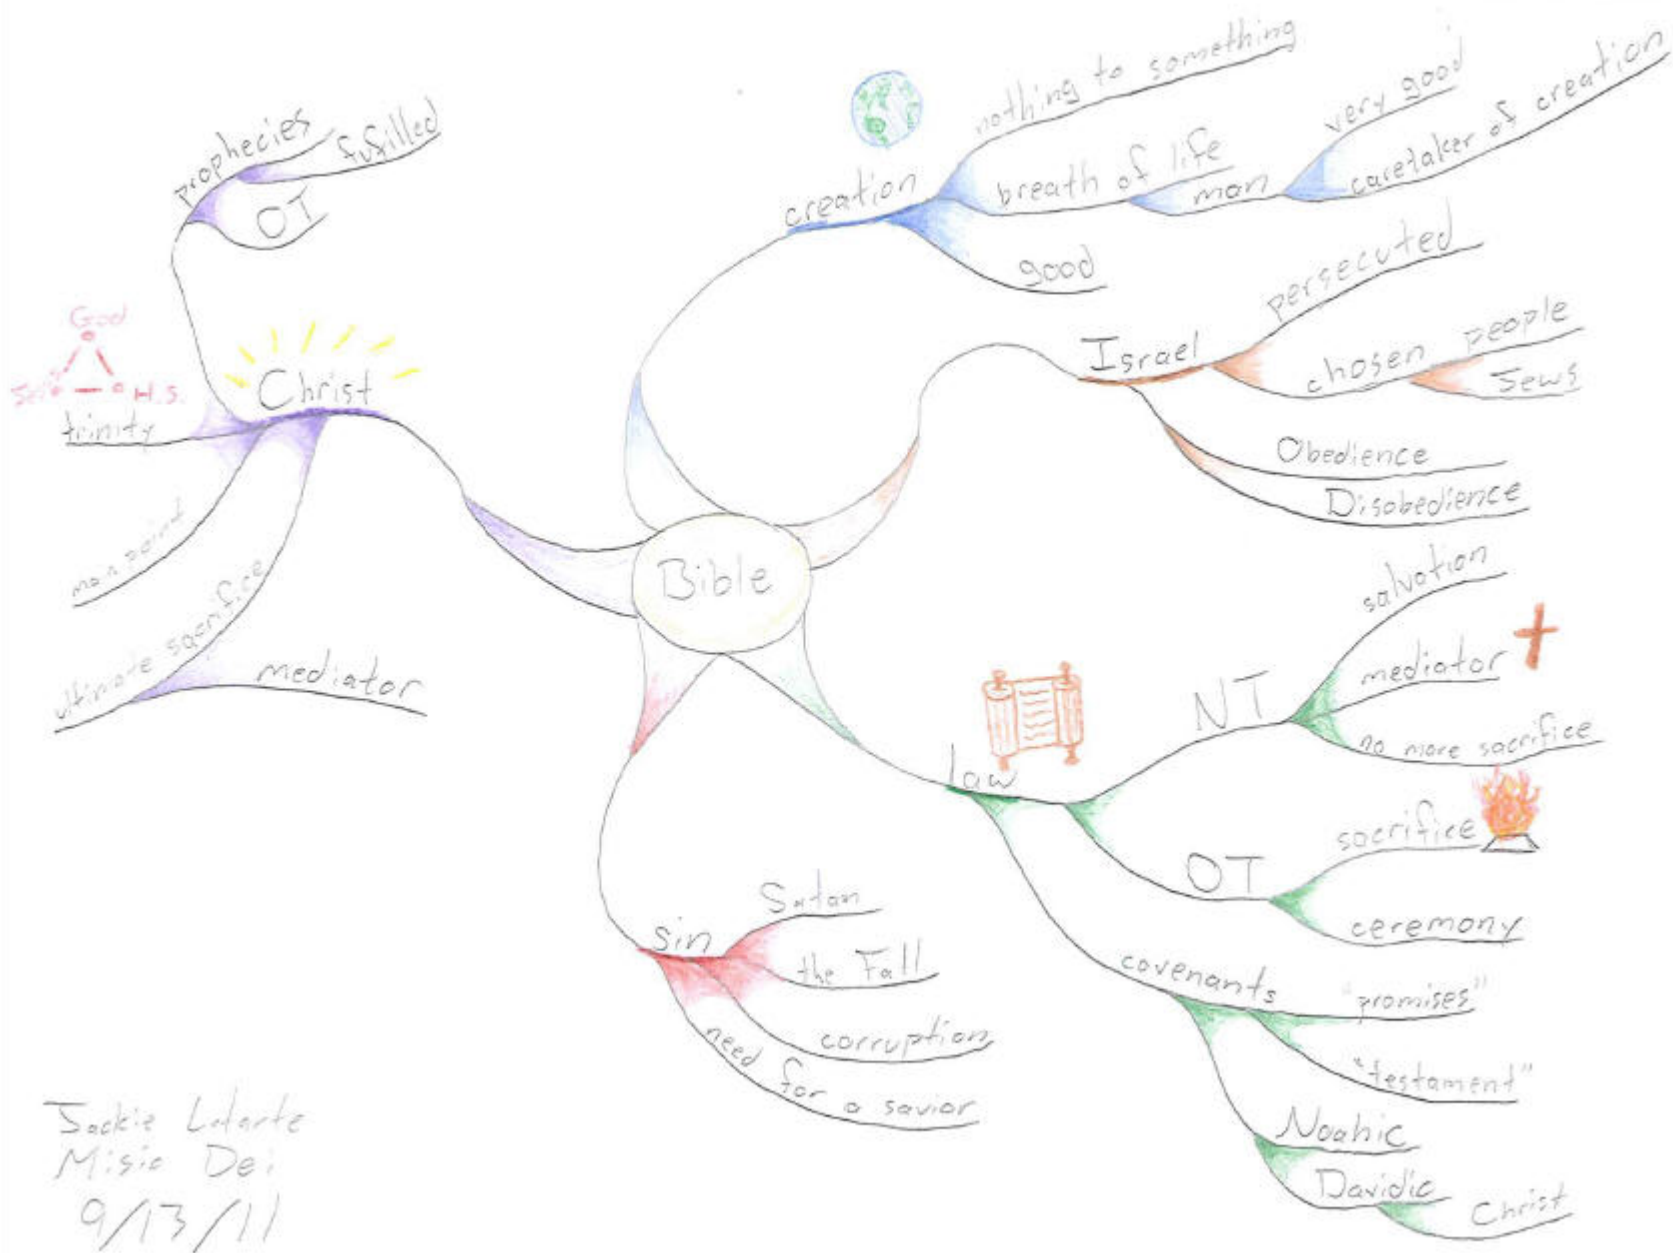 Bible
creation
nothing to something
breath of life
man
very good
caretaker of creation
good
Israel
persecuted
chosen people
Jews
Obedience
Disobedience
law
NT
salvation
mediator
no more sacrifice
OT
sacrifice
ceremony
covenants
"promises"
"testament"
Noahic
Davidic
Christ
sin
Satan
the Fall
corruption
need for a savior
Christ
prophecies
fufilled
OT
God
H.S.
trinity
main point
ultimate sacrifice
mediator
Jackie
Misio Dei
9/13/11